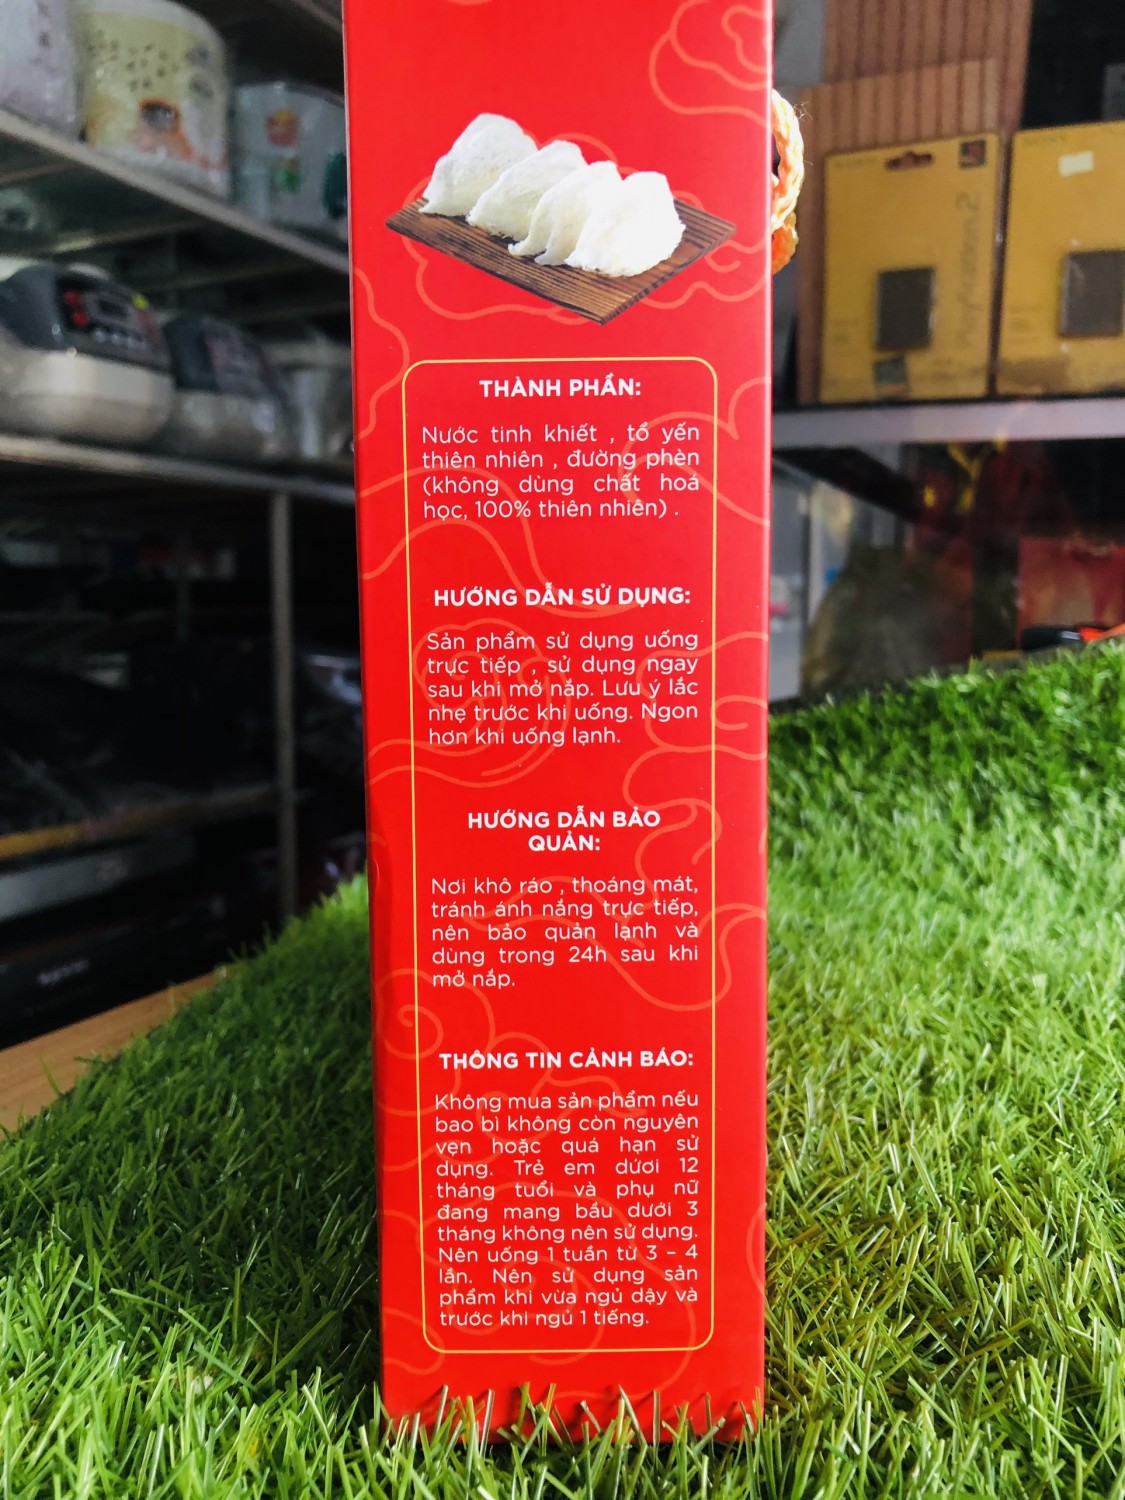 THÀNH PHẦN:
Nước tinh khiết , tổ yến
thiên nhiên , đường phèn
(không dùng chất hoá
học, 100% thiên nhiên) .
HƯỚNG DẪN SỬ DỤNG:
Sản phẩm sử dụng uống
trực tiếp , sử dụng ngay
sau khi mở nắp. Lưu ý lắc
nhẹ trước khi uống. Ngon
hơn khi uống lạnh.
HƯỚNG DẪN BẢO
QUẢN:
Nơi khô ráo , thoáng mát,
tránh ánh nắng trực tiếp,
nên bảo quản lạnh và
dùng trong 24h sau khi
mở nắp.
THÔNG TIN CẢNH BÁO:
Không mua sản phẩm nếu
bao bì không còn nguyên
vẹn hoặc quá hạn sử
dụng. Trẻ em dứơi 12
tháng tuổi và phụ nữ
đang mang bầu dưới 3
tháng không nên sử dụng.
Nên uống 1 tuần từ 3 – 4
lần. Nên sử dụng sản
phẩm khi vừa ngủ dậy và
trước khi ngủ 1 tiếng.
PlayStation 2